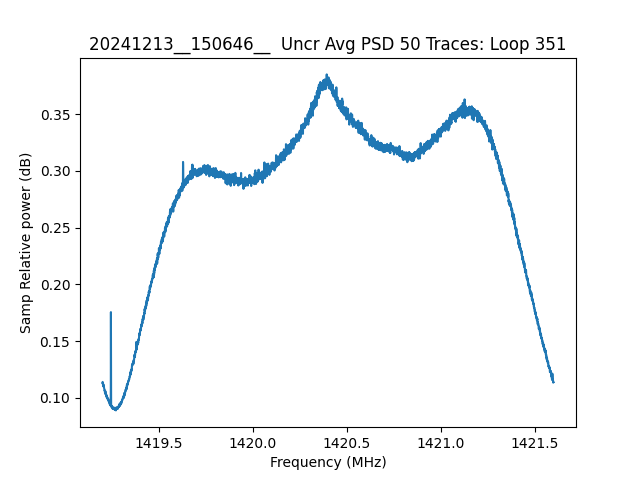 20241213__150646__  Uncr Avg PSD 50 Traces: Loop 351
Samp Relative power (dB)
0.35
0.30
0.25
0.20
0.15
0.10
1419.5 1420.0 1420.5 1421.0 1421.5
Frequency (MHz)